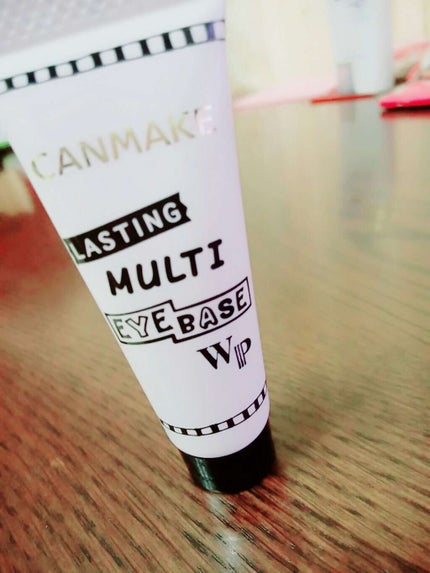 CANMAKE
LASTING
MULTI
EYE BASE
WP